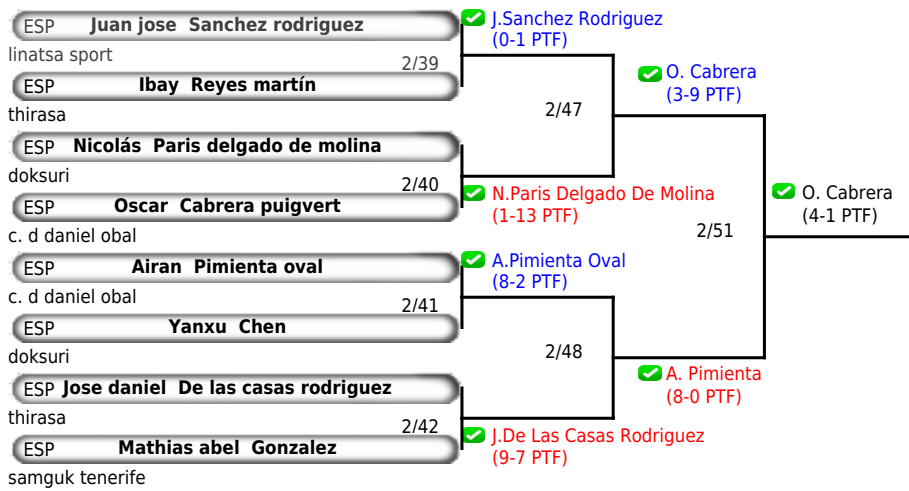 ESP Juan jose Sanchez rodriguez
linatsa sport
2/39
ESP Ibay Reyes martín
thirasa
ESP Nicolás Paris delgado de molina
doksuri
2/40
ESP Oscar Cabrera puigvert
c. d daniel obal
ESP Airan Pimienta oval
c. d daniel obal
2/41
ESP Yanxu Chen
doksuri
ESP Jose daniel De las casas rodriguez
thirasa
2/42
ESP Mathias abel Gonzalez
samguk tenerife
J.Sanchez Rodriguez
(0-1 PTF)
2/47
N.Paris Delgado De Molina
(1-13 PTF)
A.Pimienta Oval
(8-2 PTF)
2/48
J.De Las Casas Rodriguez
(9-7 PTF)
O. Cabrera
(3-9 PTF)
2/51
A. Pimienta
(8-0 PTF)
O. Cabrera
(4-1 PTF)